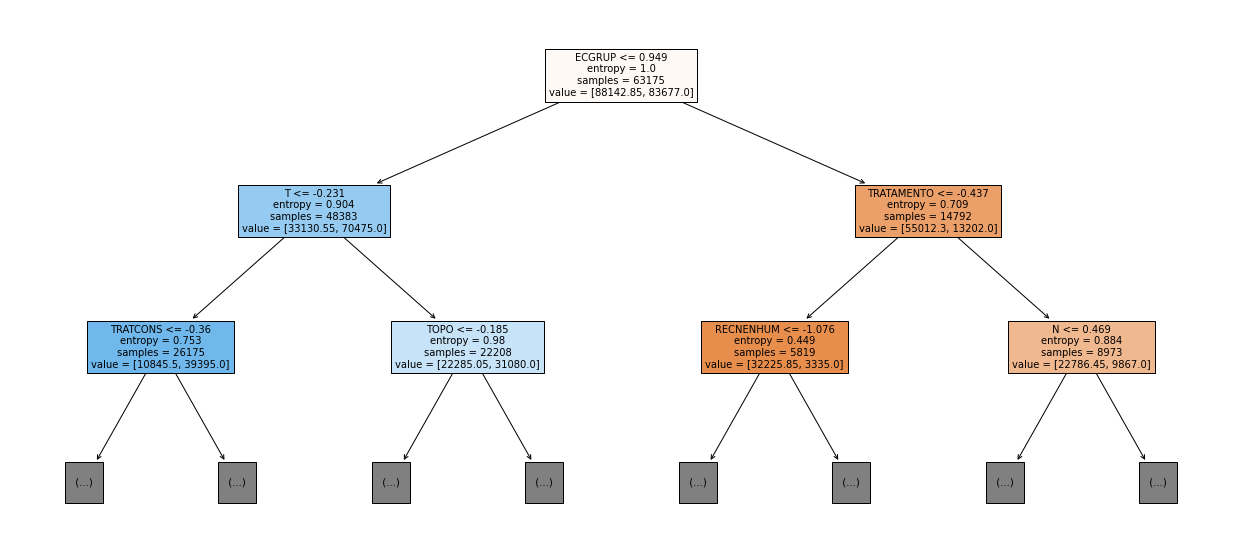 ECGRUP <= 0.949
entropy = 1.0
samples = 63175
value = [88142.85, 83677.0]
T <= -0.231
entropy = 0.904
samples = 48383
value = [33130.55, 70475.0]
TRATAMENTO <= -0.437
entropy = 0.709
samples = 14792
value = [55012.3, 13202.0]
TRATCONS <= -0.36
entropy = 0.753
samples = 26175
value = [10845.5, 39395.0]
TOPO <= -0.185
entropy = 0.98
samples = 22208
value = [22285.05, 31080.0]
RECNENHUM <= -1.076
entropy = 0.449
samples = 5819
value = [32225.85, 3335.0]
N <= 0.469
entropy = 0.884
samples = 8973
value = [22786.45, 9867.0]
(...)
(...)
(...)
(...)
(...)
(...)
(...)
(...)